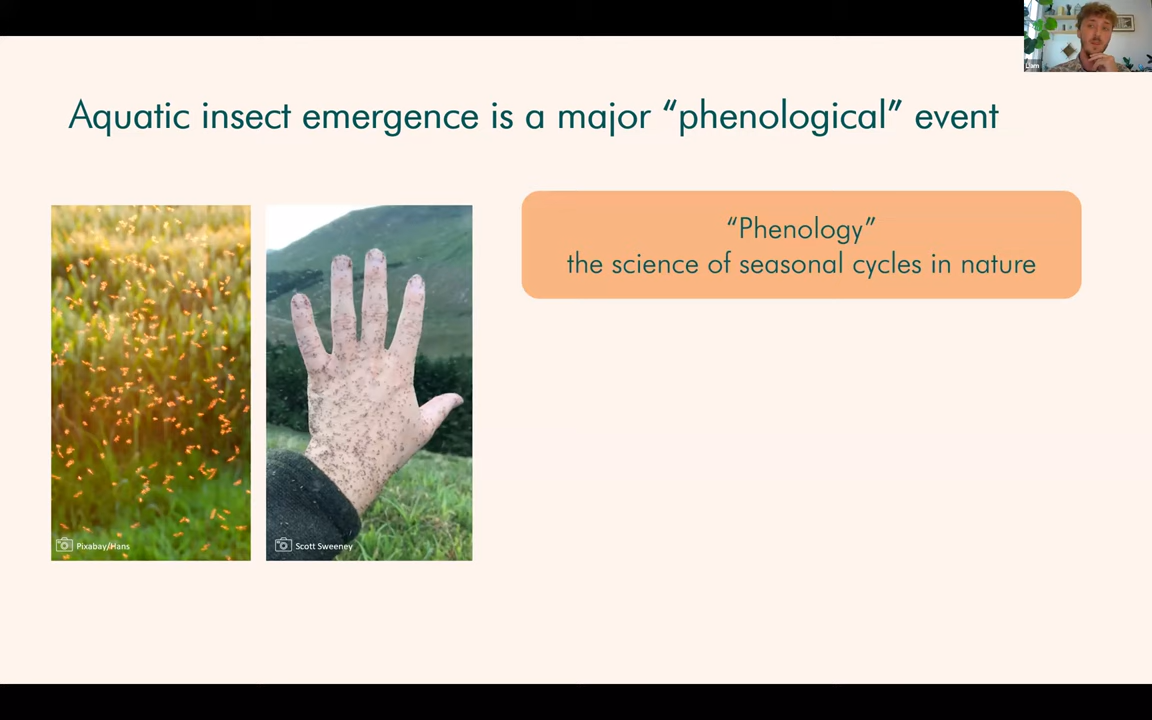 Liam
Aquatic insect emergence is a major “phenological” event
“Phenology”
the science of seasonal cycles in nature
Pixabay/Hans
Scott Sweeney